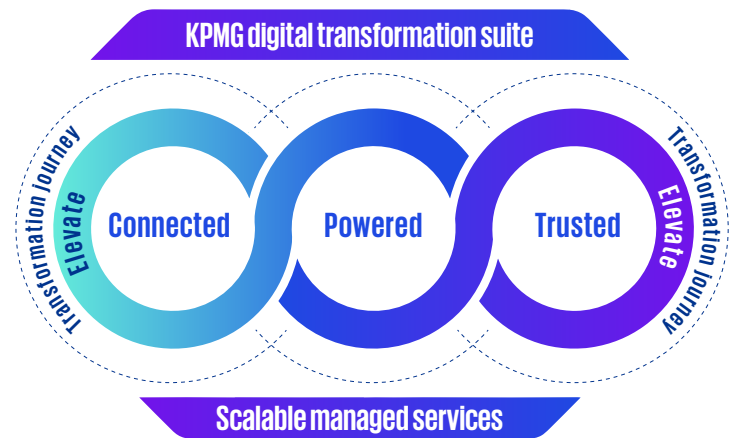 KPMG digital transformation suite
Transformation journey
Elevate
Connected
Powered
Trusted
Elevate
Transformation journey
Scalable managed services